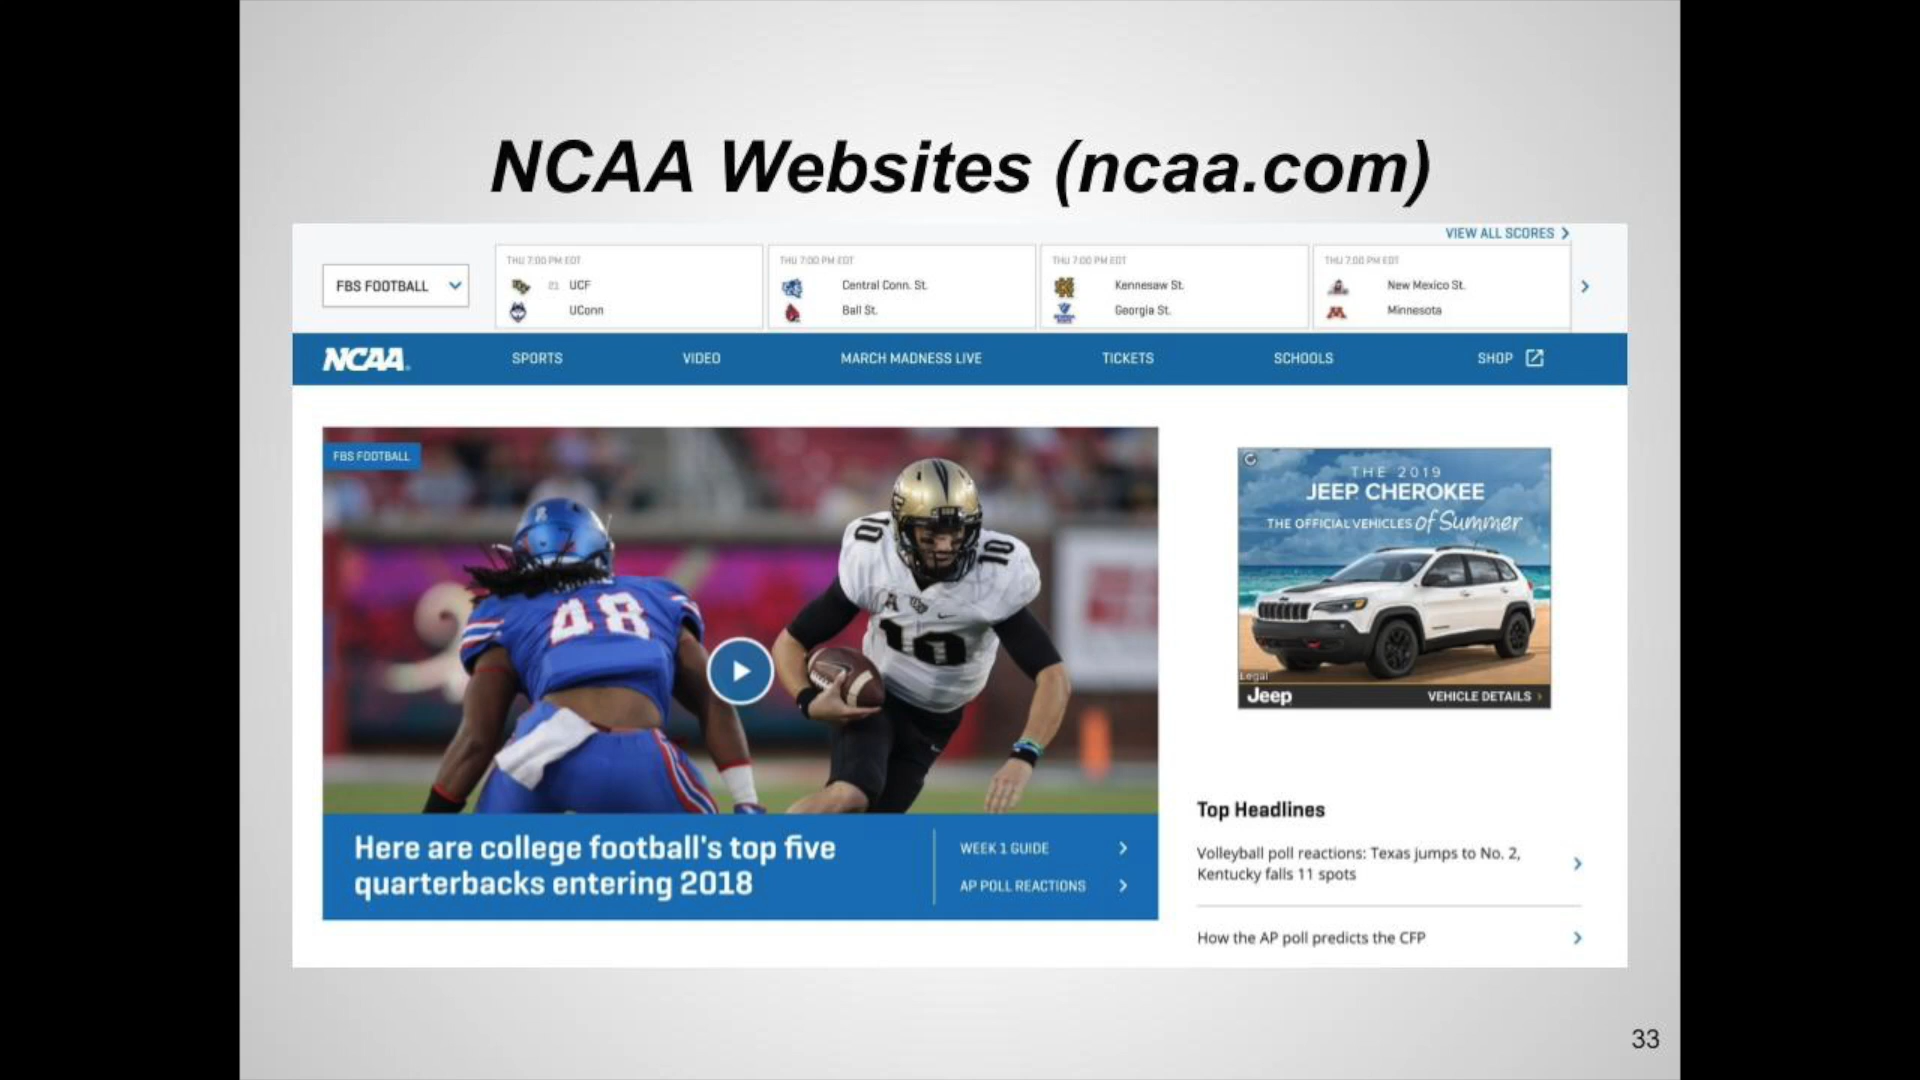 NCAA Websites (ncaa.com)
VIEW ALL SCORES
FBS FOOTBALL
THU 7:00 PM EDT
21 UCF
UConn
THU 7:00 PM EDT
Central Conn. St.
Ball St.
THU 7:00 PM EDT
Kennesaw St.
Georgia St.
THU 7:00 PM EDT
New Mexico St.
Minnesota
NCAA SPORTS VIDEO MARCH MADNESS LIVE TICKETS SCHOOLS SHOP
FBS FOOTBALL
48
10
10
10
Here are college football's top five
quarterbacks entering 2018
WEEK 1 GUIDE
AP POLL REACTIONS
THE 2019
JEEP CHEROKEE
THE OFFICIAL VEHICLES of Summer
Legal
Jeep VEHICLE DETAILS
Top Headlines
Volleyball poll reactions: Texas jumps to No. 2,
Kentucky falls 11 spots
How the AP poll predicts the CFP
33